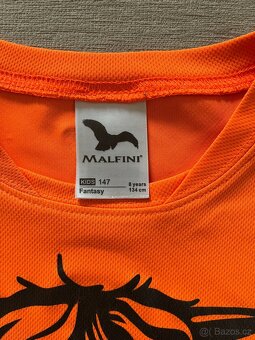 MALFINI®
KIDS 147
Fantasy
8 years
134 cm
Bazos.cz